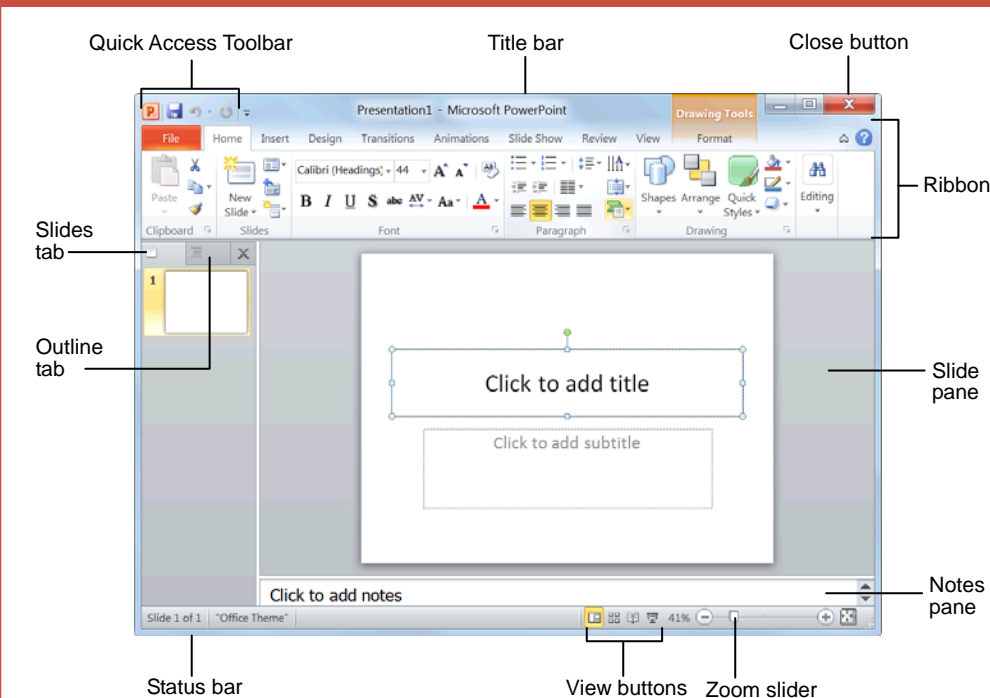 Quick Access Toolbar
Title bar
Close button
Presentation1 - Microsoft PowerPoint
Drawing Tools
File Home Insert Design Transitions Animations Slide Show Review View Format
Calibri (Headings) 44
Paste
New
Slide
B I U S abc AV Aa A
Shapes Arrange Quick
Styles
Editing
Clipboard Slides Font Paragraph Drawing
Ribbon
Slides
tab
1
Outline
tab
Click to add title
Click to add subtitle
Slide
pane
Click to add notes
Notes
pane
Slide 1 of 1 "Office Theme" 41%
Status bar
View buttons
Zoom slider